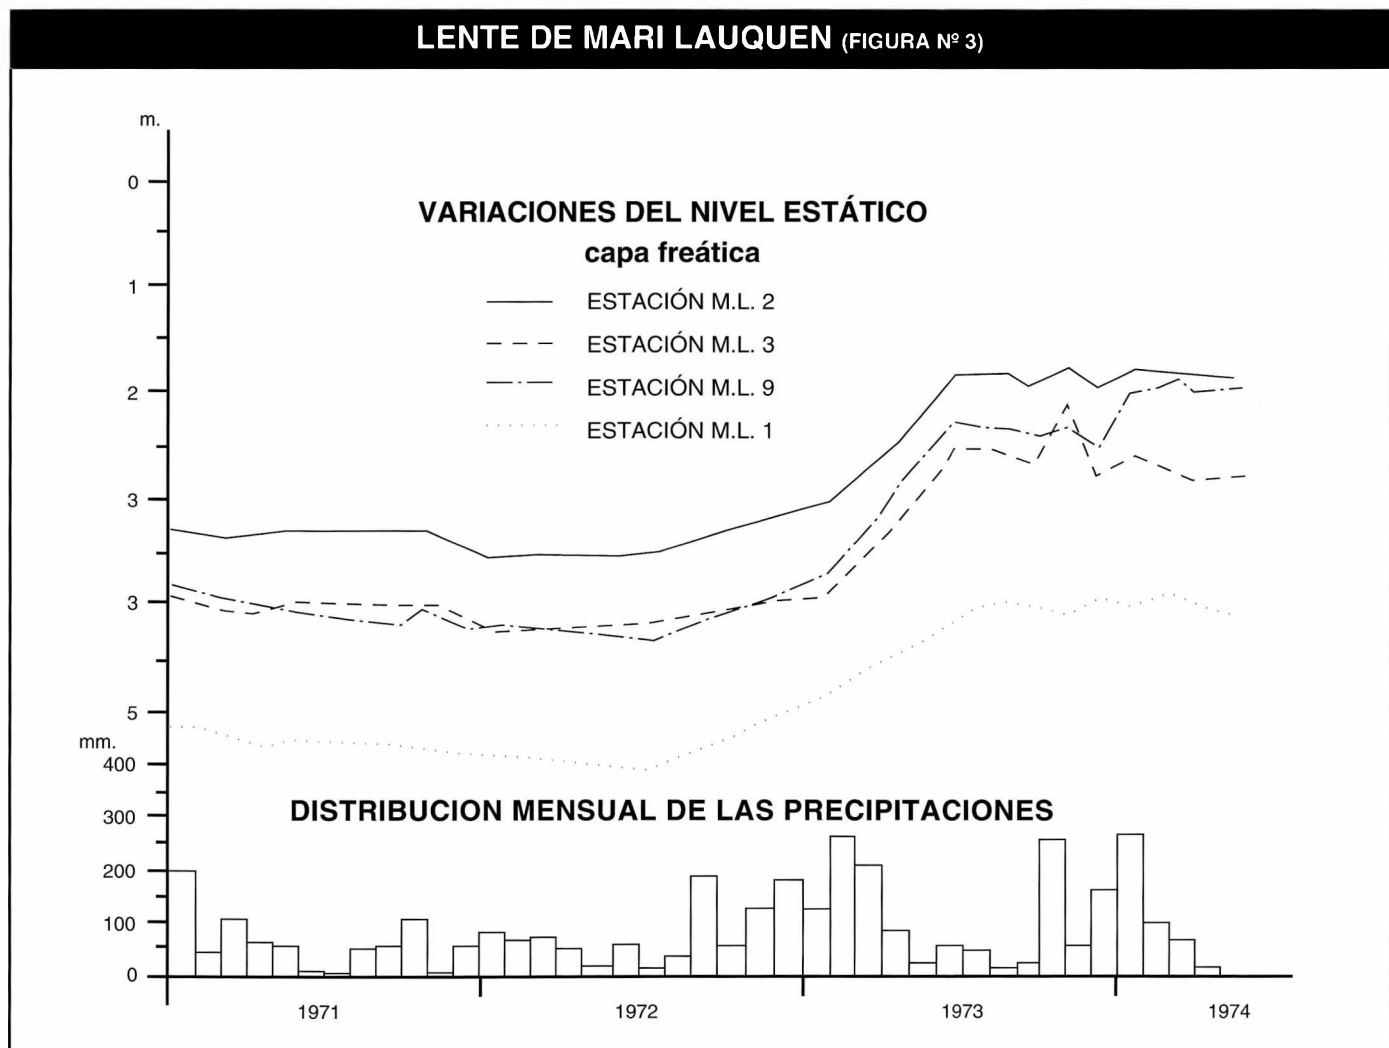 LENTE DE MARI LAUQUEN (FIGURA Nº 3)
m.
0
VARIACIONES DEL NIVEL ESTÁTICO
capa freática
1
ESTACIÓN M.L. 2
ESTACIÓN M.L. 3
ESTACIÓN M.L. 9
ESTACIÓN M.L. 1
2
3
3
5
mm.
400
300
DISTRIBUCION MENSUAL DE LAS PRECIPITACIONES
200
100
0
1971 1972 1973 1974